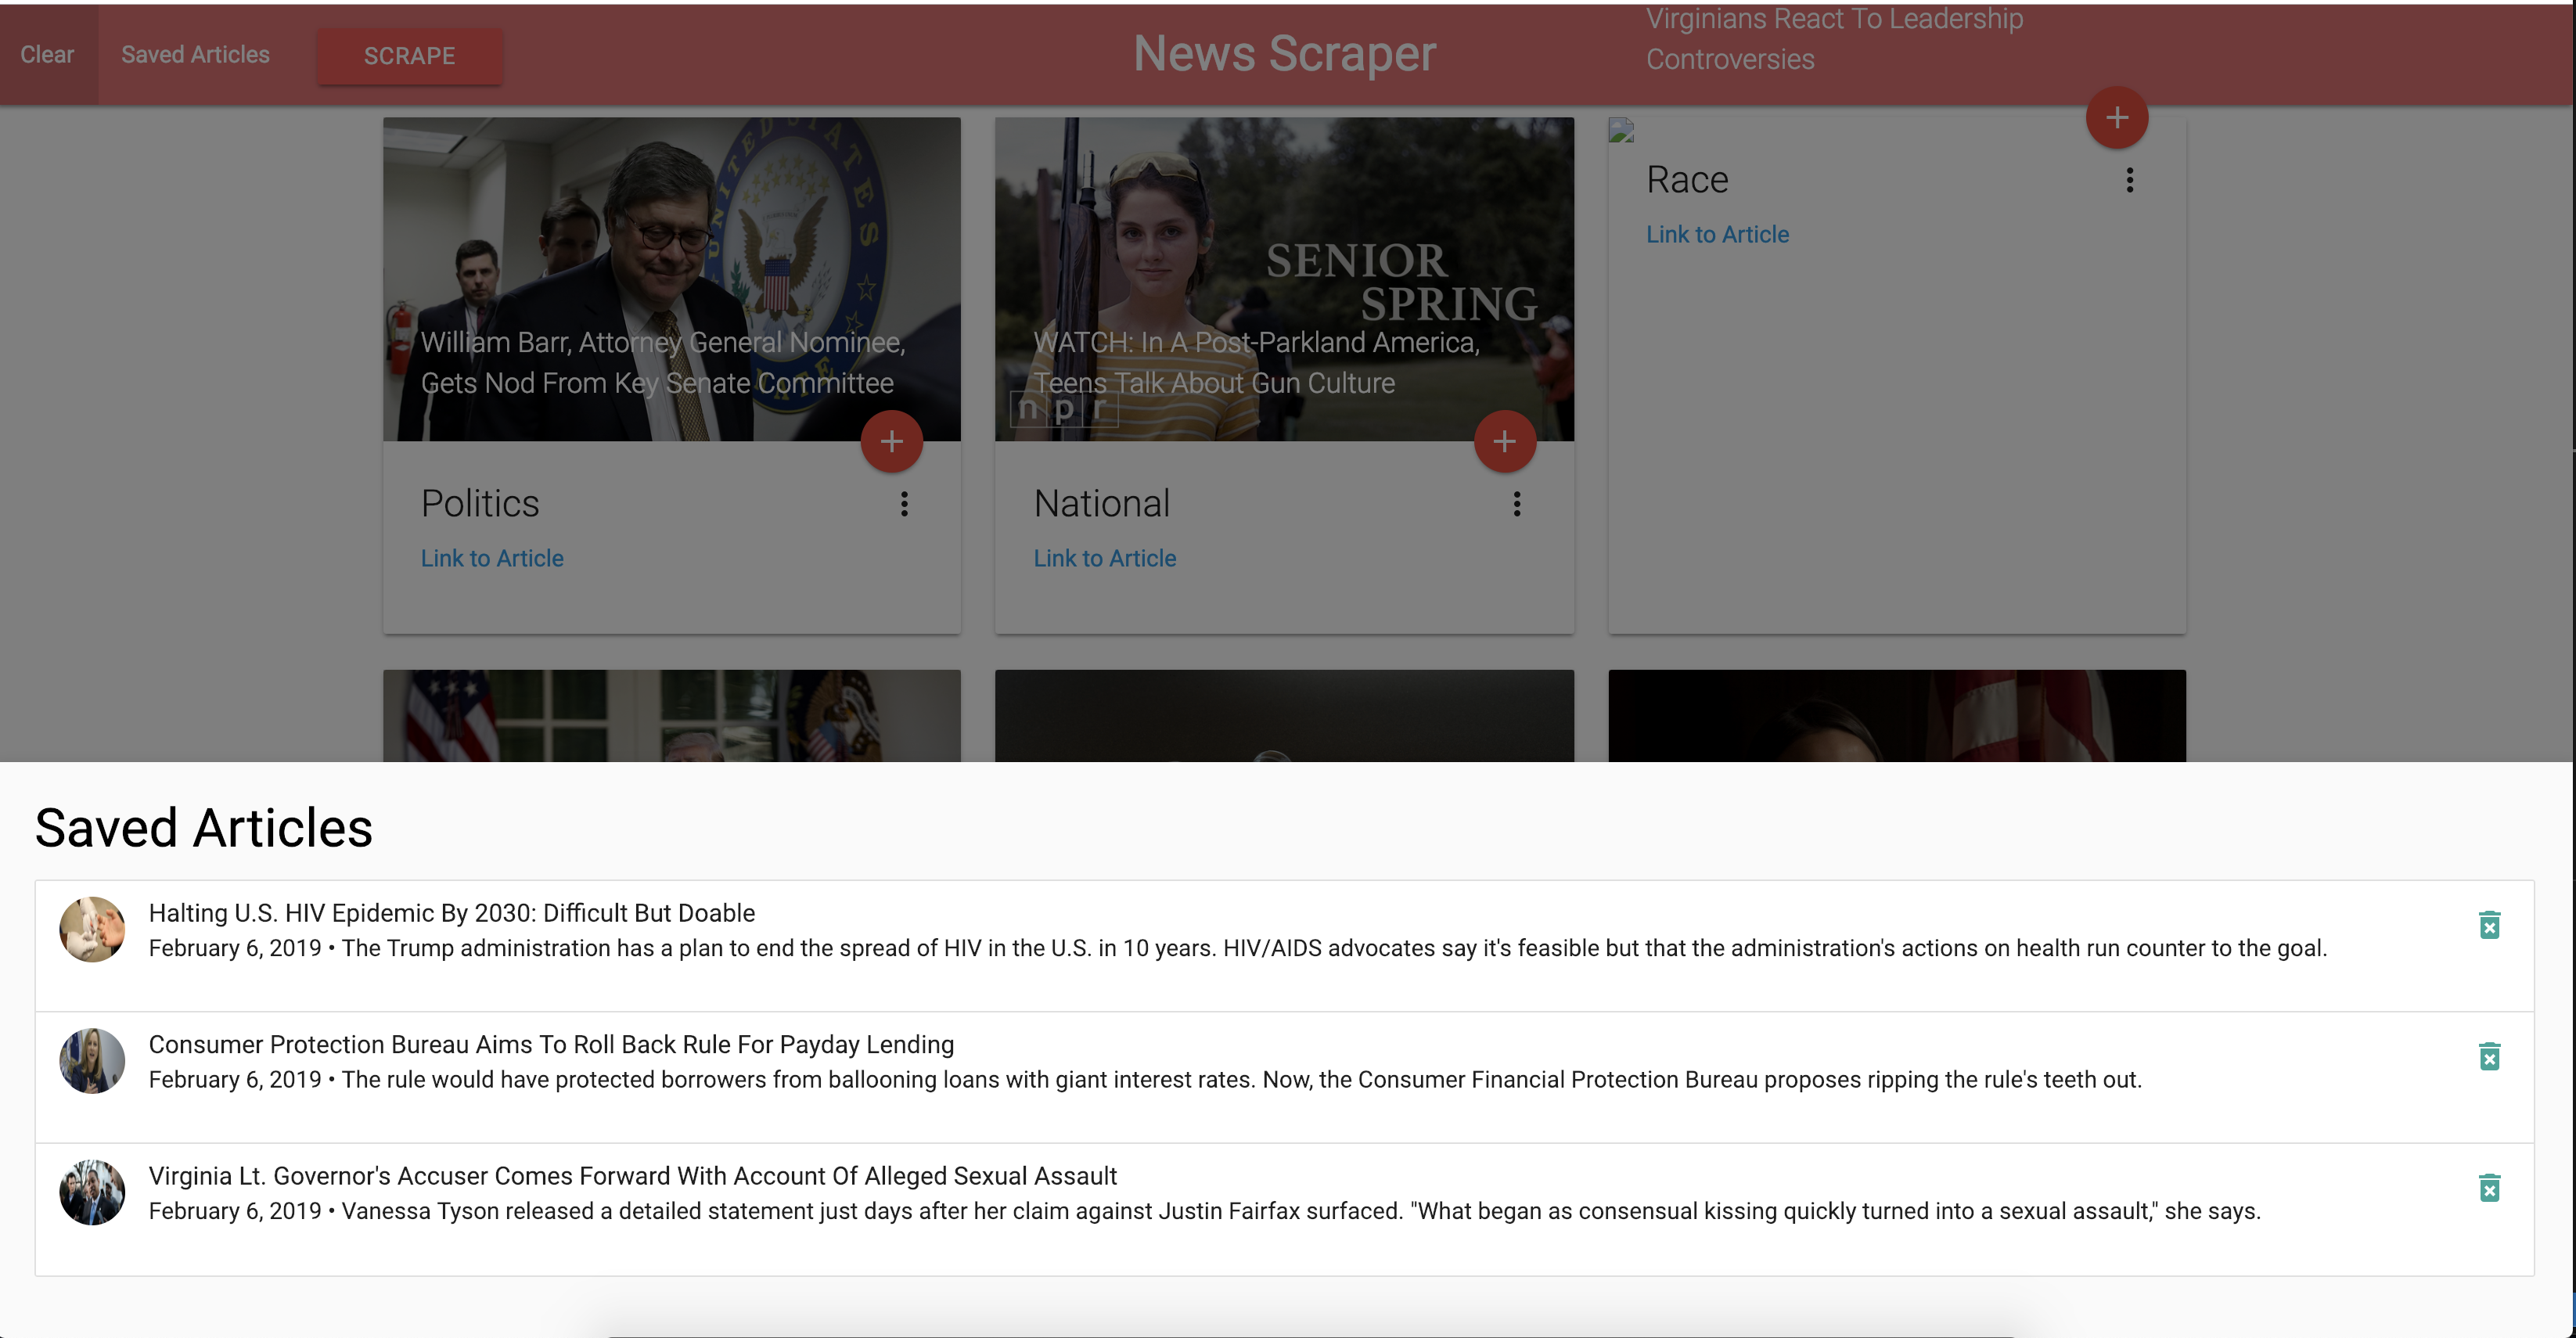 Clear
Saved Articles
SCRAPE
News Scraper
Virginians React To Leadership
Controversies
UNITED STATES
SENATE
William Barr, Attorney General Nominee,
Gets Nod From Key Senate Committee
Politics
Link to Article
SENIOR
SPRING
WATCH: In A Post-Parkland America,
Teens Talk About Gun Culture
npr
National
Link to Article
Race
Link to Article
Saved Articles
Halting U.S. HIV Epidemic By 2030: Difficult But Doable
February 6, 2019 • The Trump administration has a plan to end the spread of HIV in the U.S. in 10 years. HIV/AIDS advocates say it's feasible but that the administration's actions on health run counter to the goal.
Consumer Protection Bureau Aims To Roll Back Rule For Payday Lending
February 6, 2019 • The rule would have protected borrowers from ballooning loans with giant interest rates. Now, the Consumer Financial Protection Bureau proposes ripping the rule's teeth out.
Virginia Lt. Governor's Accuser Comes Forward With Account Of Alleged Sexual Assault
February 6, 2019 • Vanessa Tyson released a detailed statement just days after her claim against Justin Fairfax surfaced. "What began as consensual kissing quickly turned into a sexual assault," she says.